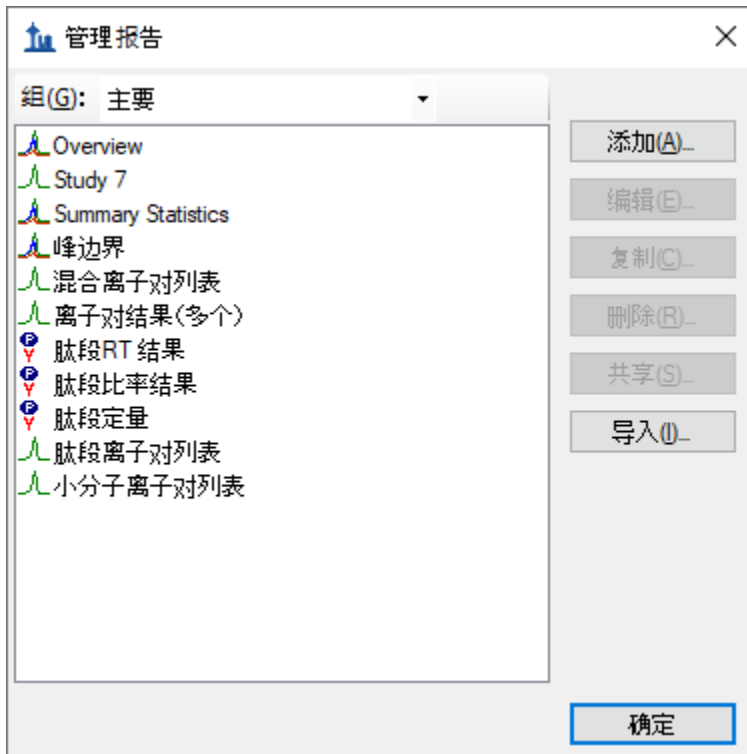 管理报告
组(G): 主要
Overview
Study 7
Summary Statistics
峰边界
混合离子对列表
离子对结果(多个)
肽段RT 结果
肽段比率结果
肽段定量
肽段离子对列表
小分子离子对列表
添加(A)...
编辑(E)...
复制(C)...
删除(R)...
共享(S)...
导入(I)...
确定